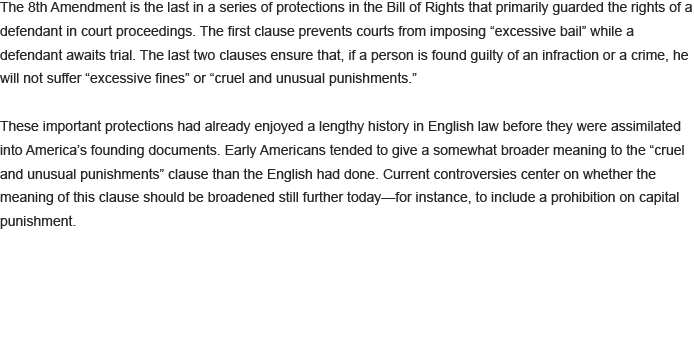 The 8th Amendment is the last in a series of protections in the Bill of Rights that primarily guarded the rights of a
defendant in court proceedings. The first clause prevents courts from imposing “excessive bail” while a
defendant awaits trial. The last two clauses ensure that, if a person is found guilty of an infraction or a crime, he
will not suffer “excessive fines” or “cruel and unusual punishments.”

These important protections had already enjoyed a lengthy history in English law before they were assimilated
into America’s founding documents. Early Americans tended to give a somewhat broader meaning to the “cruel
and unusual punishments” clause than the English had done. Current controversies center on whether the
meaning of this clause should be broadened still further today—for instance, to include a prohibition on capital
punishment.